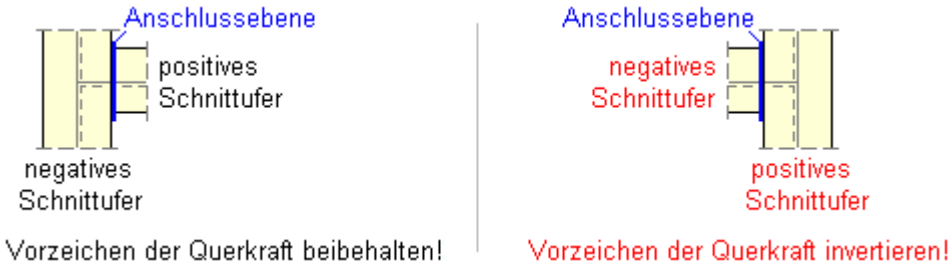 Anschlussebene
positives
Schnittufer
negatives
Schnittufer
Vorzeichen der Querkraft beibehalten!
Anschlussebene
negatives
Schnittufer
positives
Schnittufer
Vorzeichen der Querkraft invertieren!